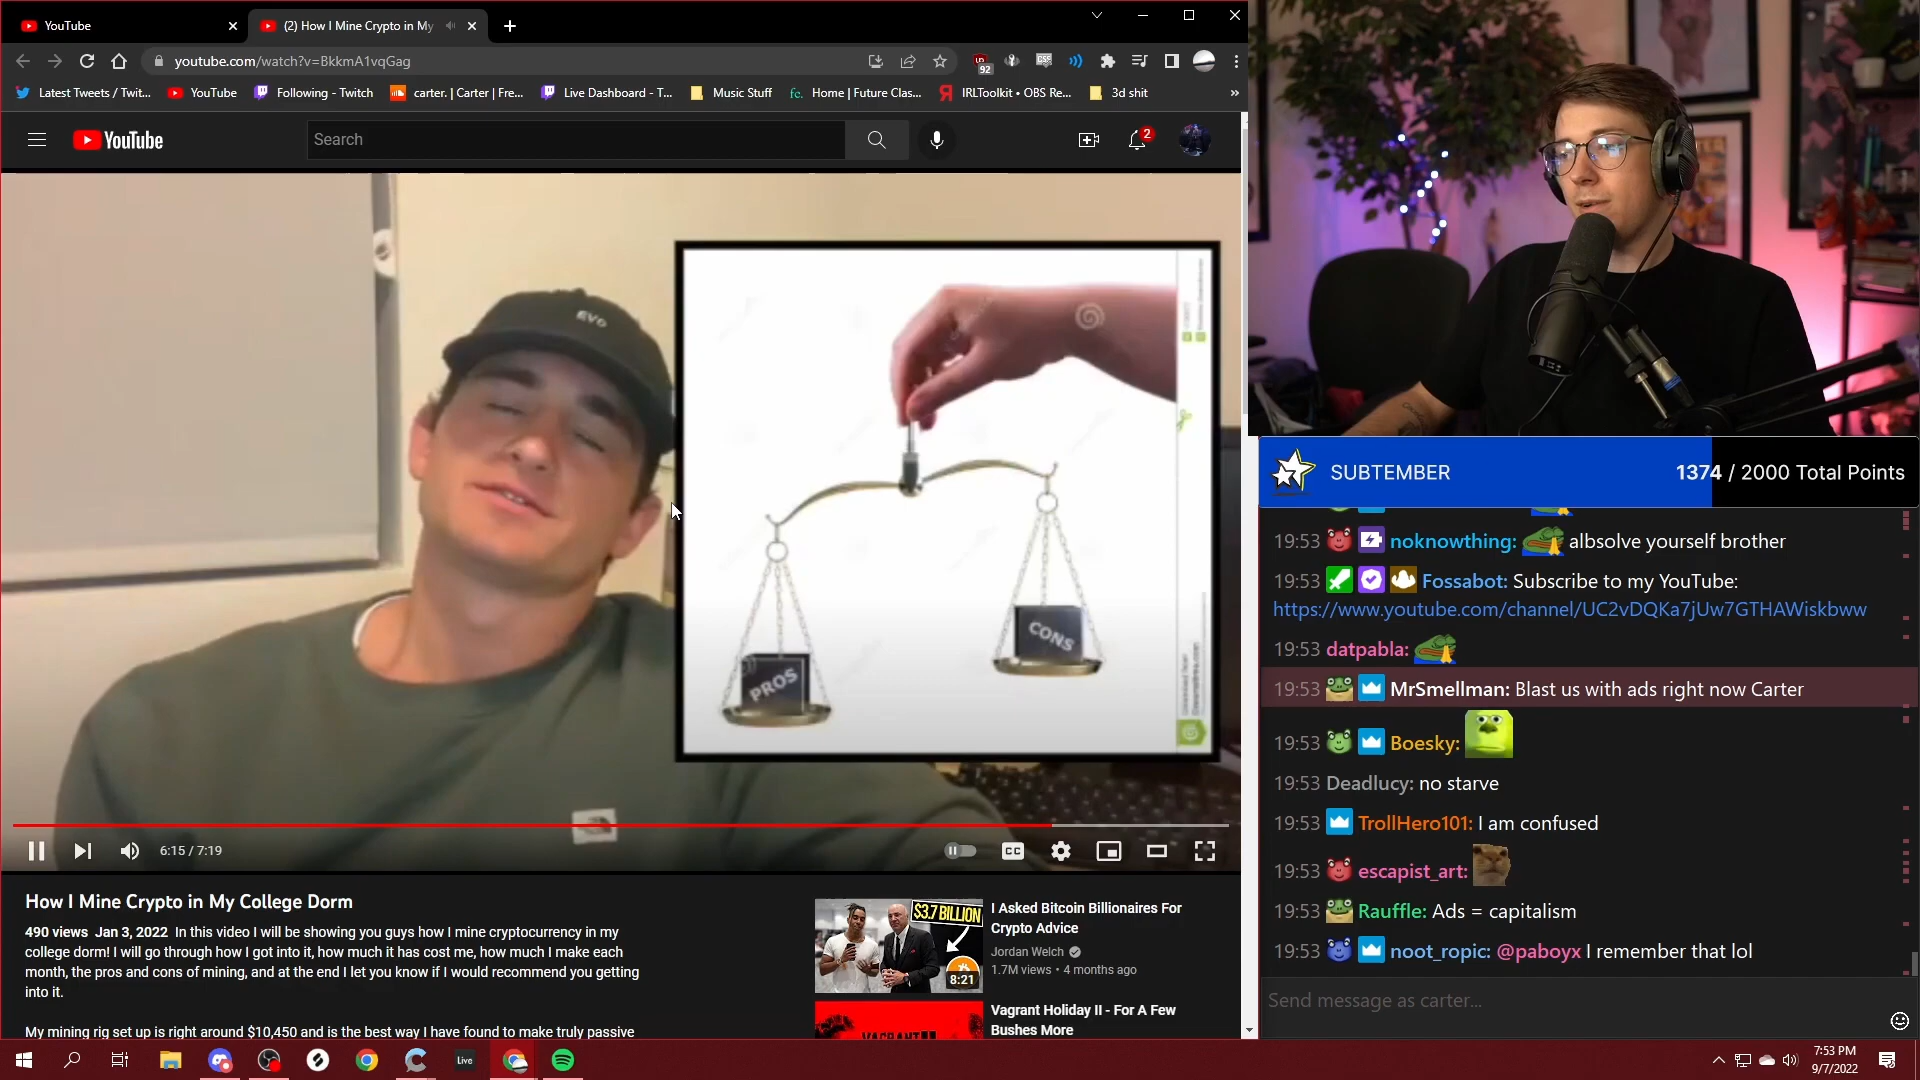 YouTube
(2) How I Mine Crypto in My
youtube.com/watch?v=BkkmA1vqGag
92
CSS
Latest Tweets / Twit...
YouTube
Following - Twitch
carter. | Carter | Fre...
Live Dashboard - T...
Music Stuff
fc. Home | Future Clas...
IRLToolkit • OBS Re...
3d shit
»
YouTube
Search
2
EVO
PROS
CONS
6:15 / 7:19
CC
How I Mine Crypto in My College Dorm
490 views Jan 3, 2022 In this video I will be showing you guys how I mine cryptocurrency in my
college dorm! I will go through how I got into it, how much it has cost me, how much I make each
month, the pros and cons of mining, and at the end I let you know if I would recommend you getting
into it.
My mining rig set up is right around $10,450 and is the best way I have found to make truly passive
$3.7 BILLION
8:21
I Asked Bitcoin Billionaires For
Crypto Advice
Jordan Welch
1.7M views • 4 months ago
VAGRANT
Vagrant Holiday II - For A Few
Bushes More
SUBTEMBER
1374 / 2000 Total Points
19:53 noknowthing: albsolve yourself brother
19:53 Fossabot: Subscribe to my YouTube:
https://www.youtube.com/channel/UC2vDQKa7jUw7GTHAWiskbww
19:53 datpabla:
19:53 MrSmellman: Blast us with ads right now Carter
19:53 Boesky:
19:53 Deadlucy: no starve
19:53 TrollHero101: I am confused
19:53 escapist_art:
19:53 Rauffle: Ads = capitalism
19:53 noot_ropic: @paboyx I remember that lol
Send message as carter...
Live
7:53 PM
9/7/2022